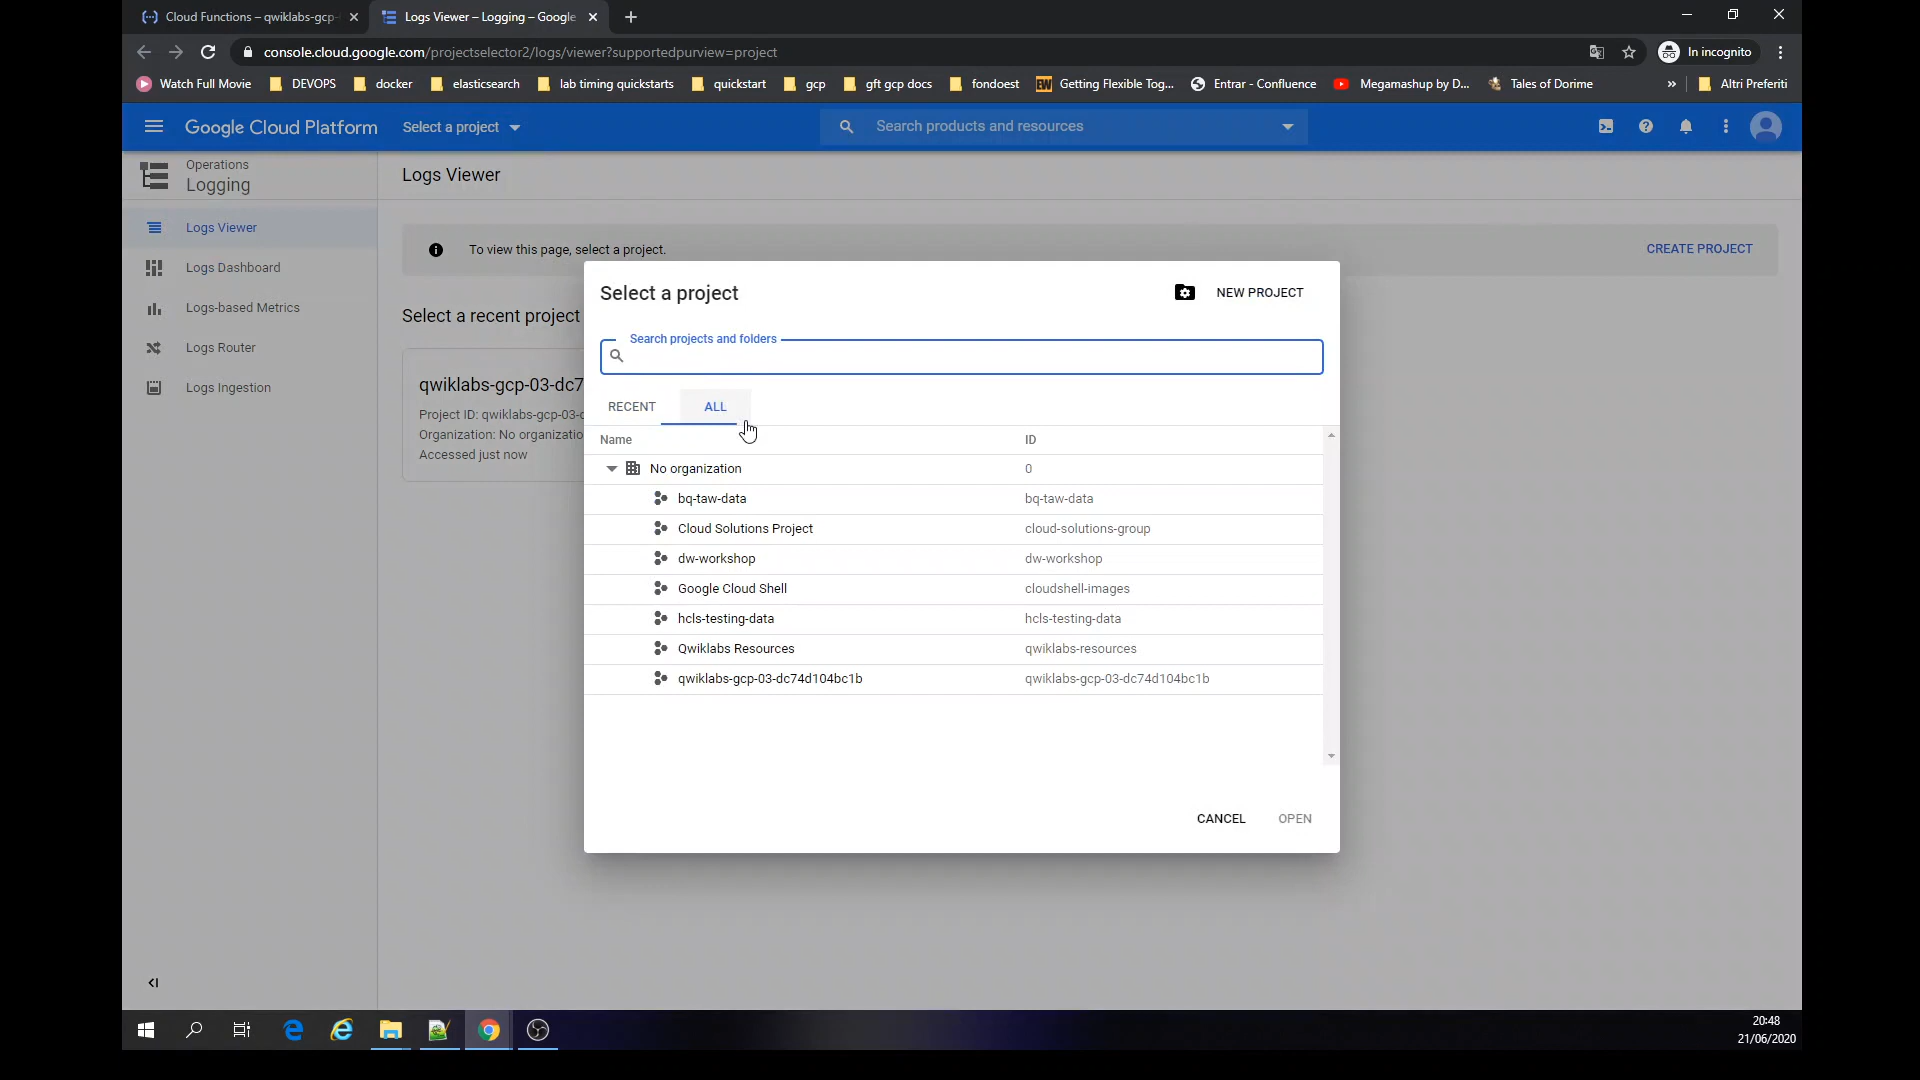 Cloud Functions – qwiklabs-gcp-
Logs Viewer – Logging – Google
console.cloud.google.com/projectselector2/logs/viewer?supportedpurview=project
In incognito
Watch Full Movie
DEVOPS
docker
elasticsearch
lab timing quickstarts
quickstart
gcp
gft gcp docs
fondoest
EW
Getting Flexible Tog...
Entrar - Confluence
Megamashup by D...
Tales of Dorime
»
Altri Preferiti
Google Cloud Platform
Select a project
Search products and resources
Operations
Logging
Logs Viewer
Logs Viewer
Logs Dashboard
Logs-based Metrics
Logs Router
Logs Ingestion
To view this page, select a project.
CREATE PROJECT
Select a recent project
qwiklabs-gcp-03-dc7
Project ID: qwiklabs-gcp-03-d
Organization: No organizatio
Accessed just now
Select a project
NEW PROJECT
Search projects and folders
RECENT
ALL
Name ID
No organization 0
bq-taw-data bq-taw-data
Cloud Solutions Project cloud-solutions-group
dw-workshop dw-workshop
Google Cloud Shell cloudshell-images
hcls-testing-data hcls-testing-data
Qwiklabs Resources qwiklabs-resources
qwiklabs-gcp-03-dc74d104bc1b qwiklabs-gcp-03-dc74d104bc1b
CANCEL
OPEN
20:48
21/06/2020